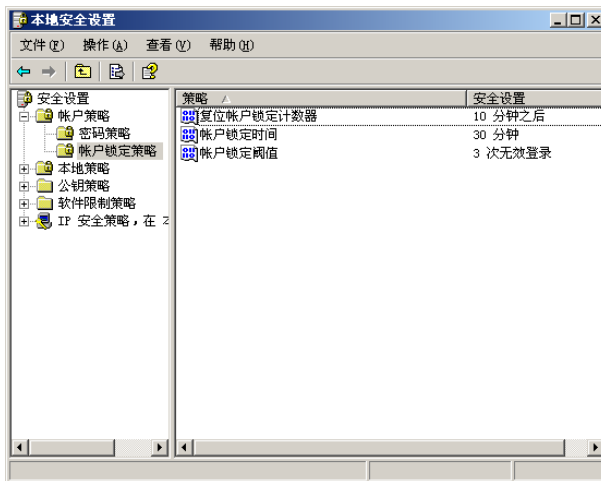 本地安全设置
文件(F) 操作(A) 查看(V) 帮助(H)
安全设置
帐户策略
密码策略
帐户锁定策略
本地策略
公钥策略
软件限制策略
IP 安全策略，在
策略 安全设置
复位帐户锁定计数器 10 分钟之后
帐户锁定时间 30 分钟
帐户锁定阈值 3 次无效登录